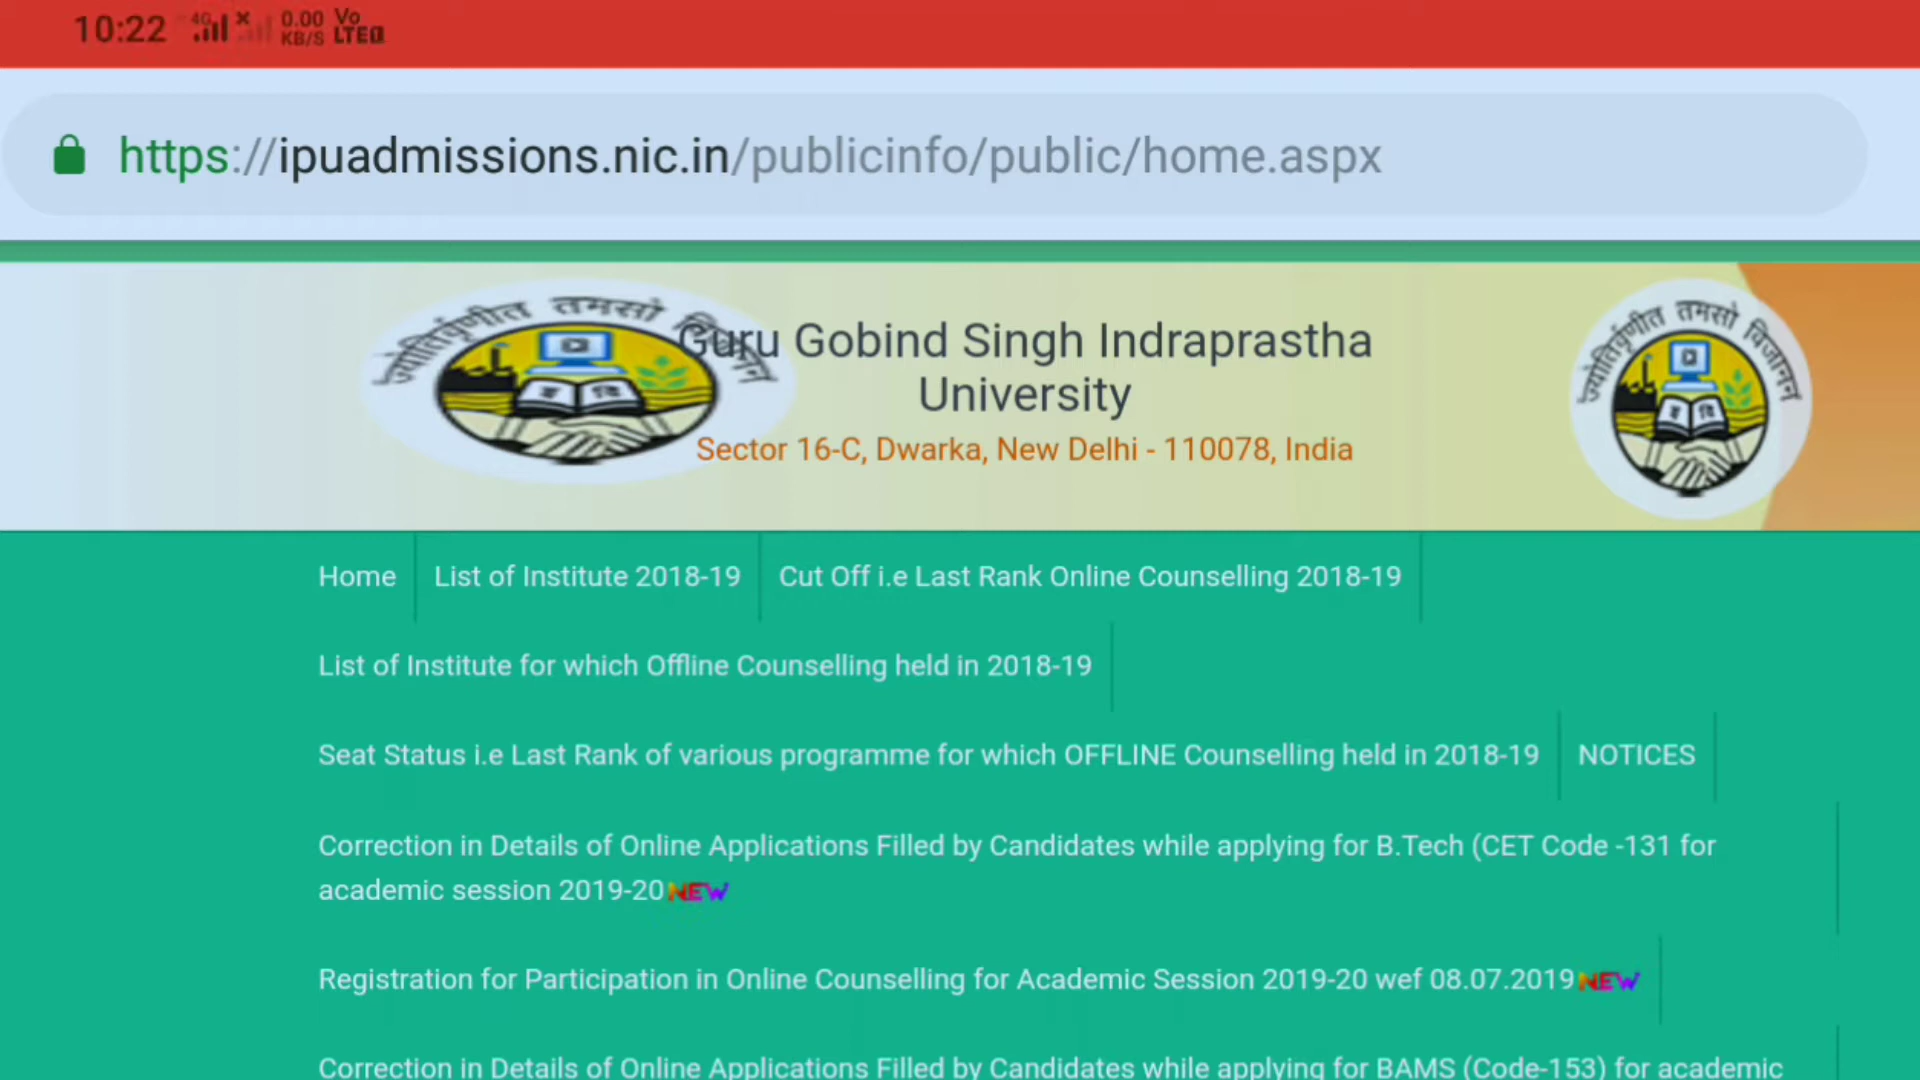 10:22 4G 0.00 KB/S Vo LTE
https://ipuadmissions.nic.in/publicinfo/public/home.aspx
ज्योतिर्वृणीत तमसो
Guru Gobind Singh Indraprastha
University
Sector 16-C, Dwarka, New Delhi - 110078, India
ज्योतिर्वृणीत तमसो विजानन
Home List of Institute 2018-19 Cut Off i.e Last Rank Online Counselling 2018-19
List of Institute for which Offline Counselling held in 2018-19
Seat Status i.e Last Rank of various programme for which OFFLINE Counselling held in 2018-19 NOTICES
Correction in Details of Online Applications Filled by Candidates while applying for B.Tech (CET Code -131 for
academic session 2019-20 NEW
Registration for Participation in Online Counselling for Academic Session 2019-20 wef 08.07.2019 NEW
Correction in Details of Online Applications Filled by Candidates while applying for BAMS (Code-153) for academic